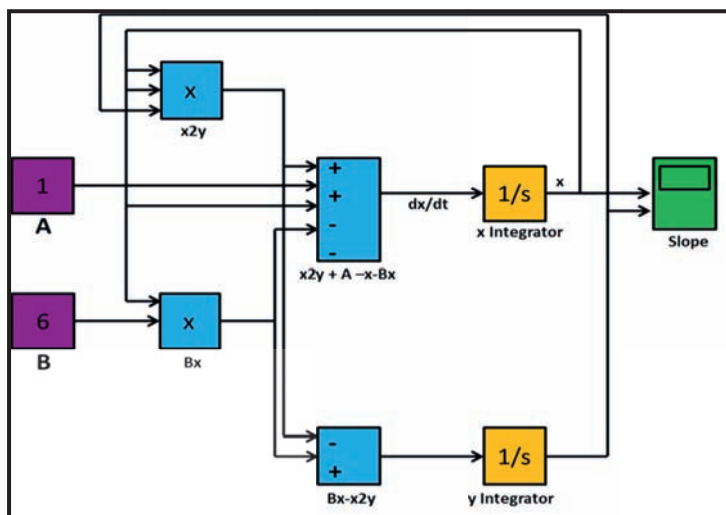 x
x2y
1
A
+
+
-
-
x2y + A –x-Bx
dx/dt
1/s
x
x Integrator
Slope
6
B
x
Bx
-
+
Bx-x2y
1/s
y Integrator